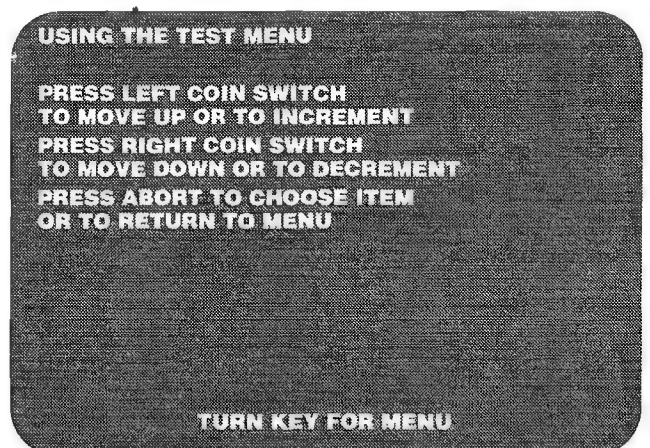 USING THE TEST MENU
PRESS LEFT COIN SWITCH
TO MOVE UP OR TO INCREMENT
PRESS RIGHT COIN SWITCH
TO MOVE DOWN OR TO DECREMENT
PRESS ABORT TO CHOOSE ITEM
OR TO RETURN TO MENU
TURN KEY FOR MENU